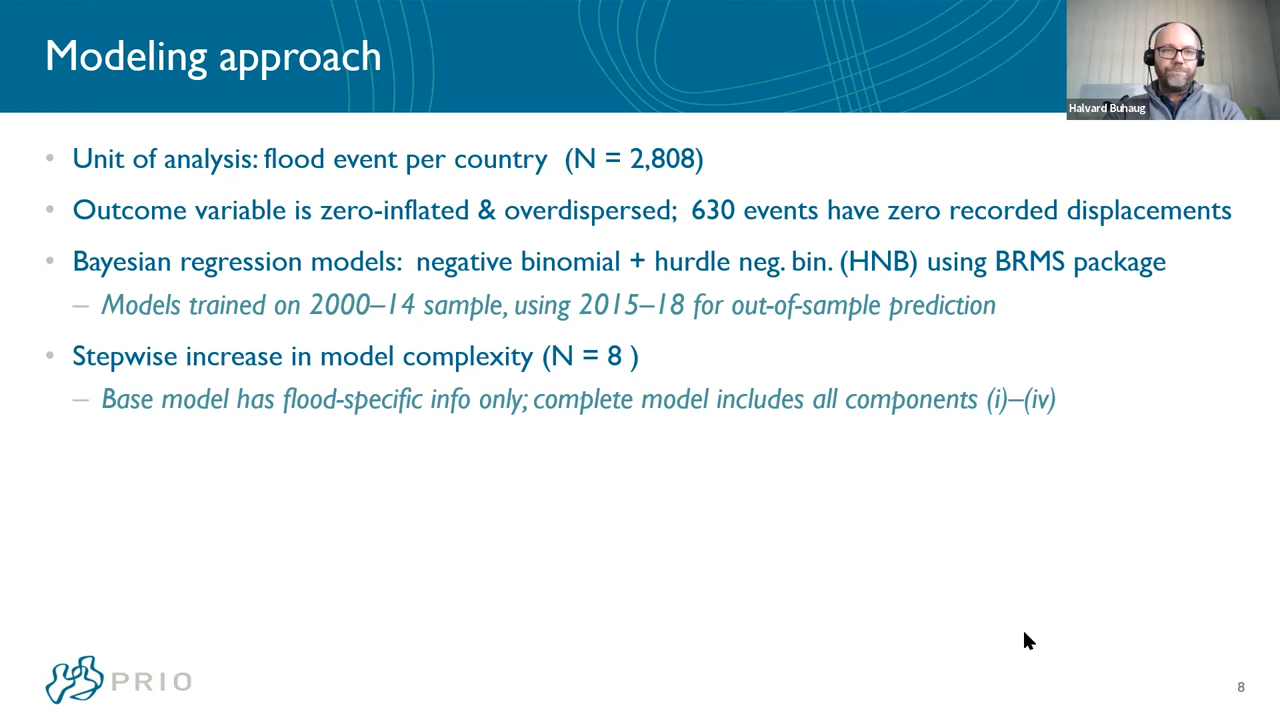 Modeling approach
Halvard Buhaug
• Unit of analysis: flood event per country (N = 2,808)
• Outcome variable is zero-inflated & overdispersed; 630 events have zero recorded displacements
• Bayesian regression models: negative binomial + hurdle neg. bin. (HNB) using BRMS package
– Models trained on 2000–14 sample, using 2015–18 for out-of-sample prediction
• Stepwise increase in model complexity (N = 8 )
– Base model has flood-specific info only; complete model includes all components (i)–(iv)
PRIO
8